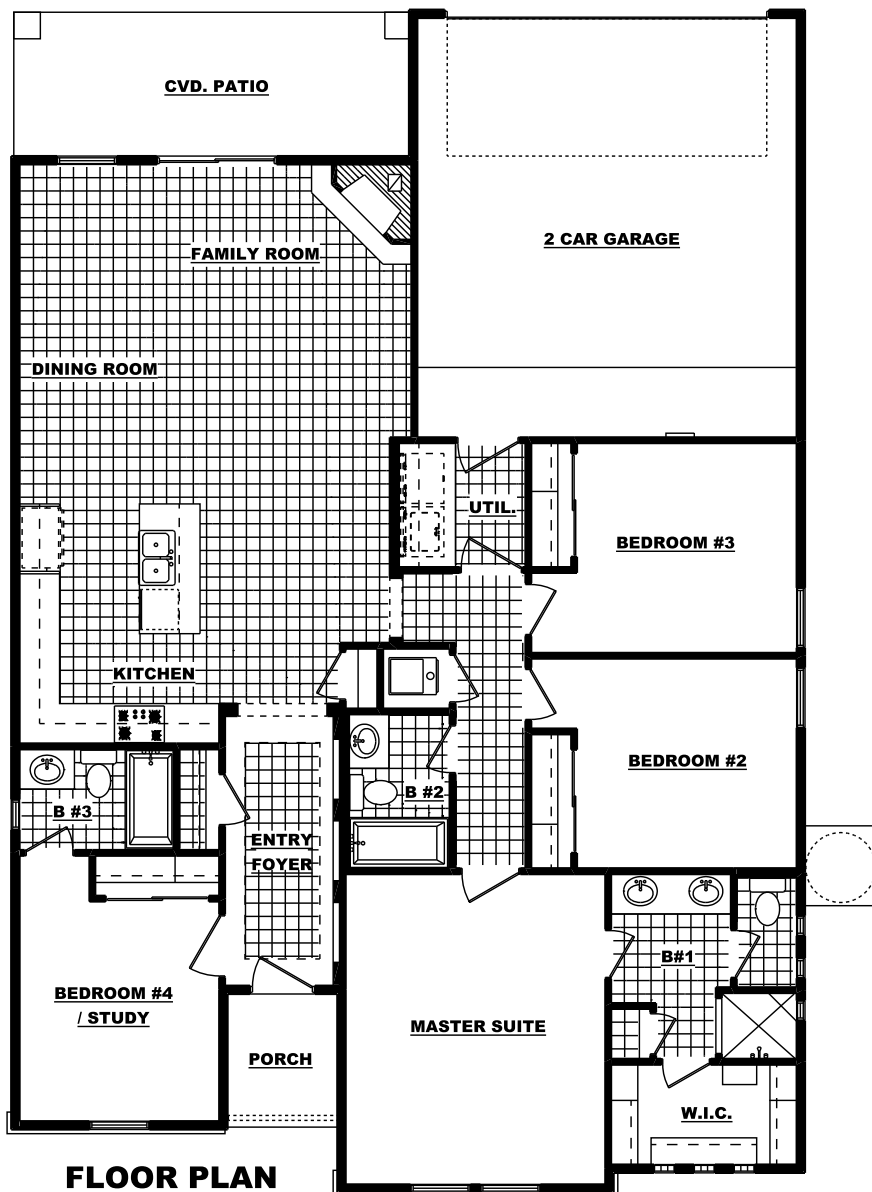 CVD. PATIO
FAMILY ROOM
2 CAR GARAGE
DINING ROOM
UTIL.
BEDROOM #3
KITCHEN
BEDROOM #2
B #2
B #3
ENTRY
FOYER
B#1
BEDROOM #4
/ STUDY
MASTER SUITE
PORCH
W.I.C.
FLOOR PLAN